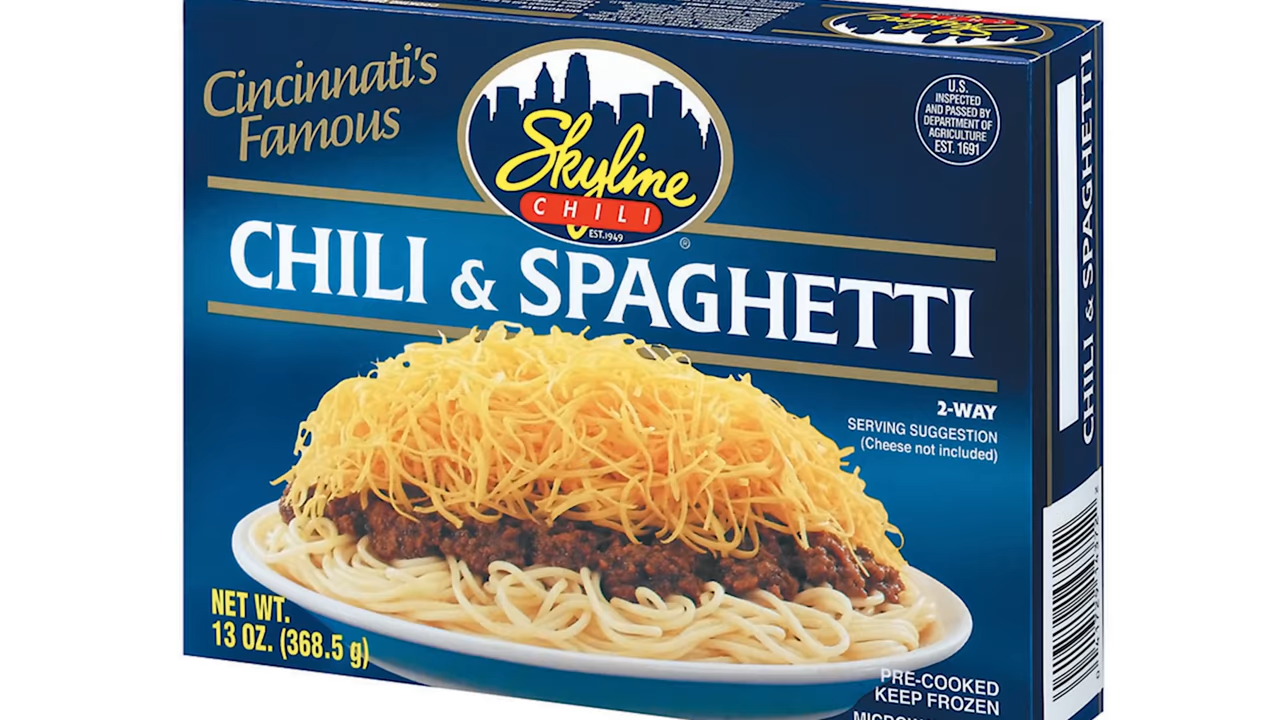 Cincinnati's
Famous
Skyline
CHILI
EST. 1949
®
CHILI & SPAGHETTI
U.S.
INSPECTED
AND PASSED BY
DEPARTMENT OF
AGRICULTURE
EST. 1691
2-WAY
SERVING SUGGESTION
(Cheese not included)
NET WT.
13 OZ. (368.5 g)
PRE-COOKED
KEEP FROZEN
Skyline
CHILI & SPAGHETTI